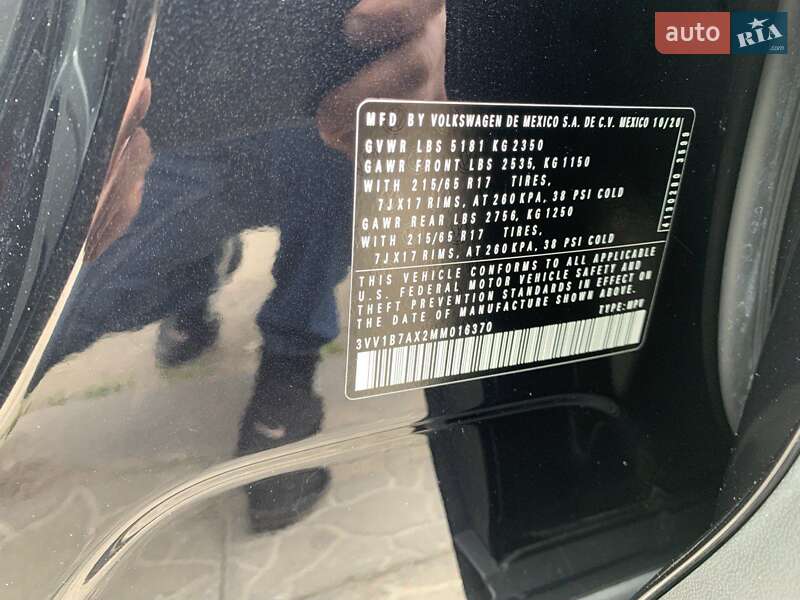 auto RIA.com
MFD BY VOLKSWAGEN DE MEXICO S.A. DE C.V. MEXICO 10/20
GVWR LBS 5181 KG 2350
GAWR FRONT LBS 2535, KG 1150
WITH 215/65 R17 TIRES,
7JX17 RIMS, AT 260 KPA, 38 PSI COLD
GAWR REAR LBS 2756, KG 1250
WITH 215/65 R17 TIRES,
7JX17 RIMS, AT 260 KPA, 38 PSI COLD
THIS VEHICLE CONFORMS TO ALL APPLICABLE
U.S. FEDERAL MOTOR VEHICLE SAFETY AND
THEFT PREVENTION STANDARDS IN EFFECT ON
THE DATE OF MANUFACTURE SHOWN ABOVE.
3VV1B7AX2MM016370 TYPE: MPV